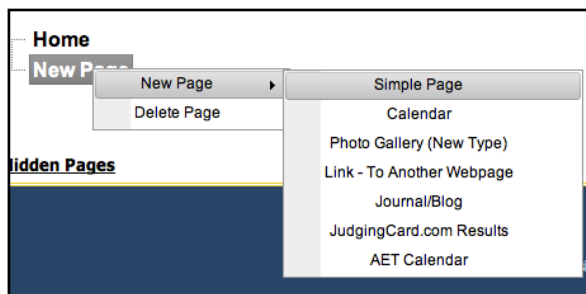 Home
New Page
New Page
Delete Page
Simple Page
Calendar
Photo Gallery (New Type)
Link - To Another Webpage
Journal/Blog
JudgingCard.com Results
AET Calendar
lidden Pages